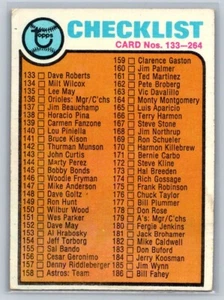 topps
CHECKLIST
CARD Nos. 133-264
133 Dave Roberts
134 Milt Wilcox
135 Lee May
136 Orioles: Mgr/C'hs
137 Jim Beauchamp
138 Horacio Pina
139 Carmen Fanzone
140 Lou Piniella
141 Bruce Kison
142 Thurman Munson
143 John Curtis
144 Marty Perez
145 Bobby Bonds
146 Woodie Fryman
147 Mike Anderson
148 Dave Goltz
149 Ron Hunt
150 Wilbur Wood
151 Wes Parker
152 Dave May
153 Al Hrabosky
154 Jeff Torborg
155 Sal Bando
156 Cesar Geronimo
157 Denny Riddleberger
158 Astros: Team
159 Clarence Gaston
160 Jim Palmer
161 Ted Martinez
162 Pete Broberg
163 Vic Davalillo
164 Monty Montgomery
165 Luis Aparicio
166 Terry Harmon
167 Steve Stone
168 Jim Northrup
169 Ron Schueler
170 Harmon Killebrew
171 Bernie Carbo
172 Steve Kline
173 Hal Breeden
174 Rich Gossage
175 Frank Robinson
176 Chuck Taylor
177 Bill Plummer
178 Don Rose
179 A's: Mgr/C'hs
180 Fergie Jenkins
181 Jack Brohamer
182 Mike Caldwell
183 Don Buford
184 Jerry Koosman
185 Jim Wynn
186 Bill Fahey